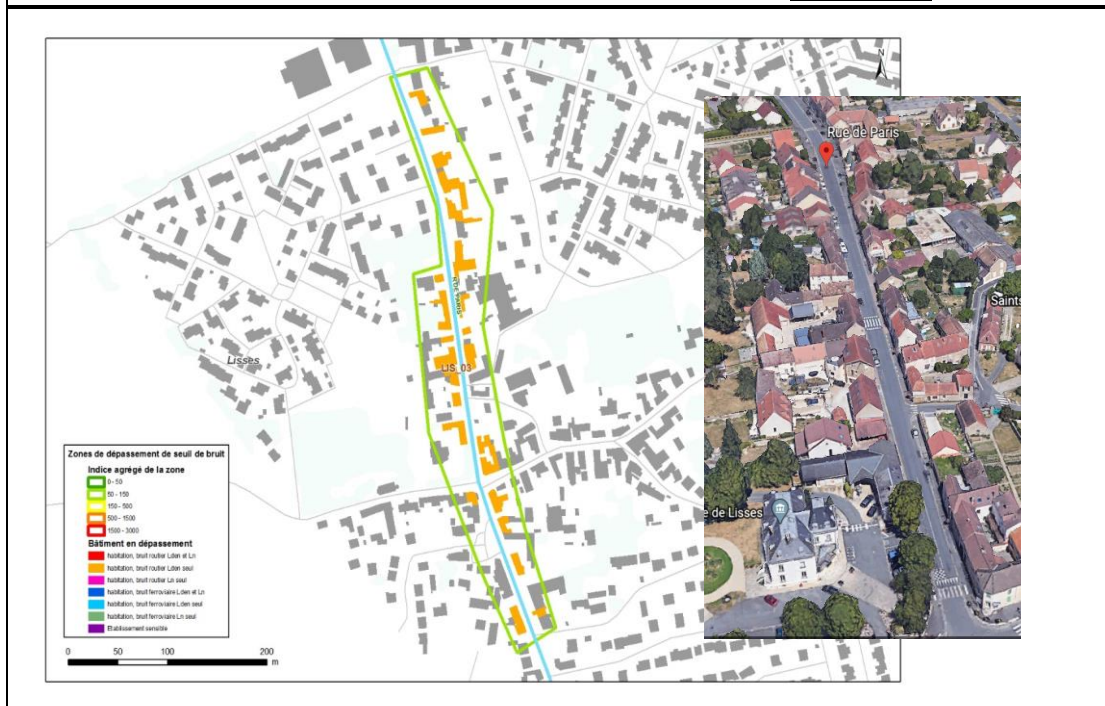 N
Rue de Paris
Saints
RUE PARIS
Lisses
LIS_03
e de Lisses
Zones de dépassement de seuil de bruit
Indice agrégé de la zone
0 - 50
50 - 150
150 - 500
500 - 1500
1500 - 3000
Bâtiment en dépassement
habitation, bruit routier Lden et Ln
habitation, bruit routier Lden seul
habitation, bruit routier Ln seul
habitation, bruit ferroviaire Lden et Ln
habitation, bruit ferroviaire Lden seul
habitation, bruit ferroviaire Ln seul
Etablissement sensible
0 50 100 200
m